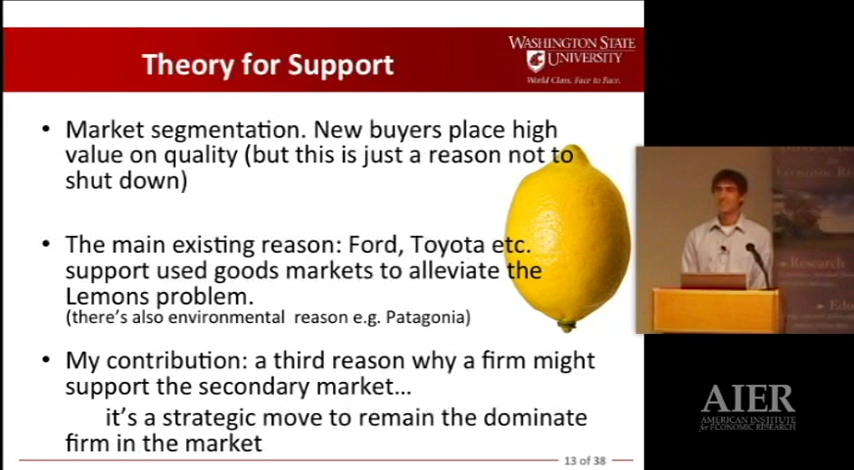 Theory for Support
WASHINGTON STATE
UNIVERSITY
World Class. Face to Face.
• Market segmentation. New buyers place high
value on quality (but this is just a reason not to
shut down)
• The main existing reason: Ford, Toyota etc.
support used goods markets to alleviate the
Lemons problem.
(there's also environmental reason e.g. Patagonia)
• My contribution: a third reason why a firm might
support the secondary market...
it's a strategic move to remain the dominate
firm in the market
13 of 38
Research
AIER
AMERICAN INSTITUTE
for ECONOMIC RESEARCH